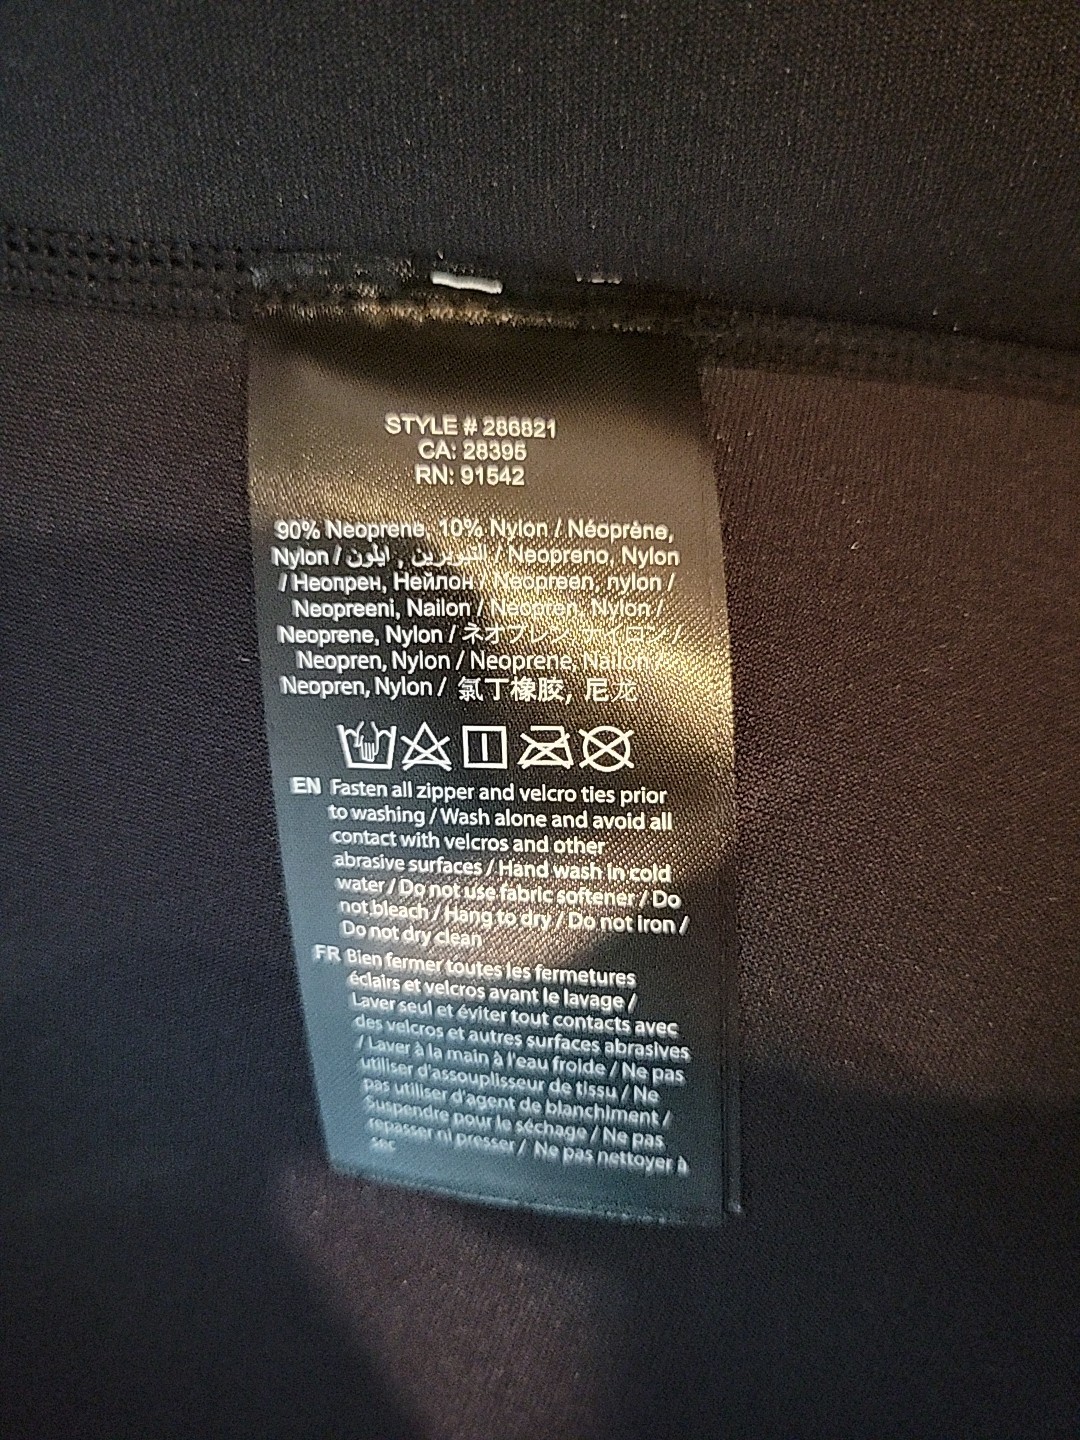 STYLE # 286821
CA: 28395
RN: 91542
90% Neoprene, 10% Nylon / Néoprène,
Nylon / / Neopreno, Nylon
/ Неопрен, Нейлон / Neopreen, nylon /
Neopreeni, Nailon / Neopren, Nylon /
Neoprene, Nylon / ネオプレン ナイロン /
Neopren, Nylon / Neoprene, Nailon /
Neopren, Nylon / 氯丁橡胶, 尼龙
EN Fasten all zipper and velcro ties prior
to washing / Wash alone and avoid all
contact with velcros and other
abrasive surfaces / Hand wash in cold
water / Do not use fabric softener / Do
not bleach / Hang to dry / Do not iron /
Do not dry clean
FR Bien fermer toutes les fermetures
éclairs et velcros avant le lavage /
Laver seul et éviter tout contacts avec
des velcros et autres surfaces abrasives
/ Laver à la main à l'eau froide / Ne pas
utiliser d'assouplisseur de tissu / Ne
pas utiliser d'agent de blanchiment /
Suspendre pour le séchage / Ne pas
repasser ni presser / Ne pas nettoyer à
sec